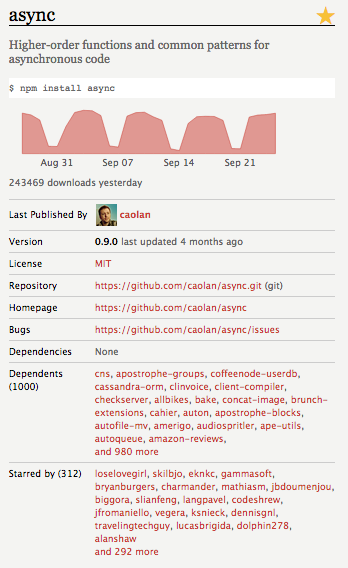 async
Higher-order functions and common patterns for
asynchronous code
$ npm install async
Aug 31 Sep 07 Sep 14 Sep 21
243469 downloads yesterday
Last Published By caolan
Version 0.9.0 last updated 4 months ago
License MIT
Repository https://github.com/caolan/async.git (git)
Homepage https://github.com/caolan/async
Bugs https://github.com/caolan/async/issues
Dependencies None
Dependents cns, apostrophe-groups, coffeenode-userdb,
(1000) cassandra-orm, clinvoice, client-compiler,
checkserver, allbikes, bake, concat-image, brunch-
extensions, cahier, auton, apostrophe-blocks,
autofile-mv, amerigo, audiospritler, ape-utils,
autoqueue, amazon-reviews,
and 980 more
Starred by (312) loselovegirl, skilbjo, eknkc, gammasoft,
bryanburgers, charmander, mathiasm, jbdoumenjou,
biggora, slianfeng, langpavel, codeshrew,
jfromaniello, vegera, ksnieck, dennisgnl,
travelingtechguy, lucasbrigida, dolphin278,
alanshaw
and 292 more